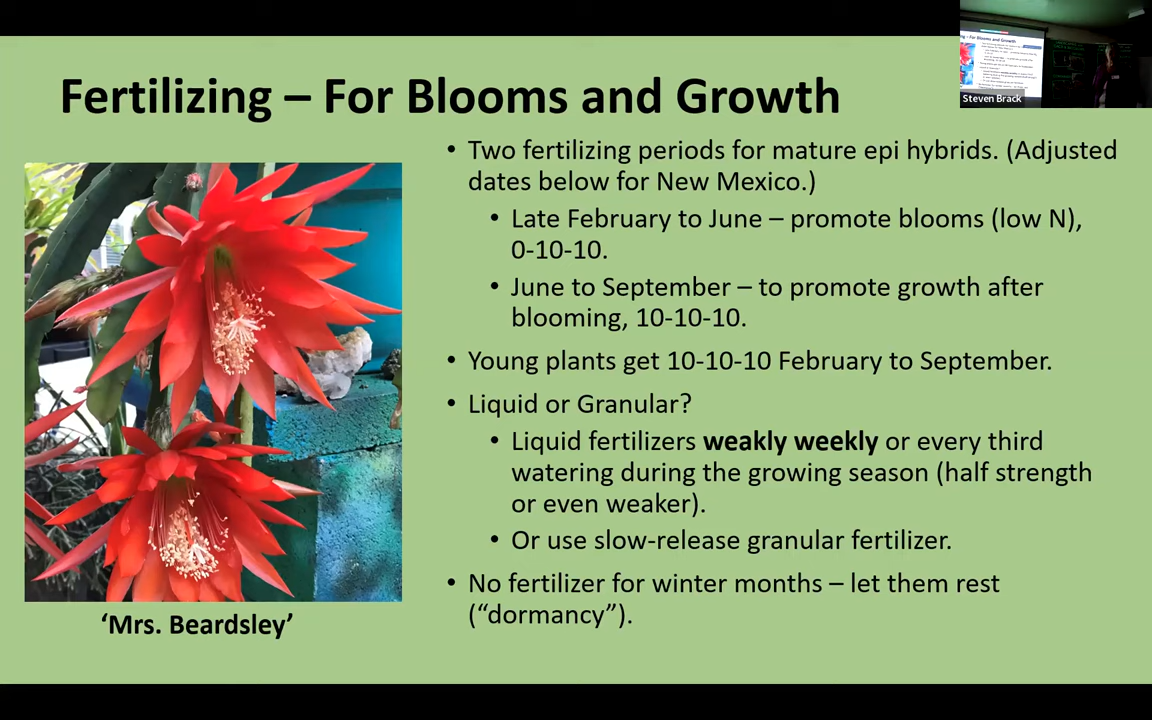 Fertilizing – For Blooms and Growth
Steven Brack
• Two fertilizing periods for mature epi hybrids. (Adjusted
dates below for New Mexico.)
• Late February to June – promote blooms (low N),
0-10-10.
• June to September – to promote growth after
blooming, 10-10-10.
• Young plants get 10-10-10 February to September.
• Liquid or Granular?
• Liquid fertilizers weakly weekly or every third
watering during the growing season (half strength
or even weaker).
• Or use slow-release granular fertilizer.
• No fertilizer for winter months – let them rest
(“dormancy”).
‘Mrs. Beardsley’